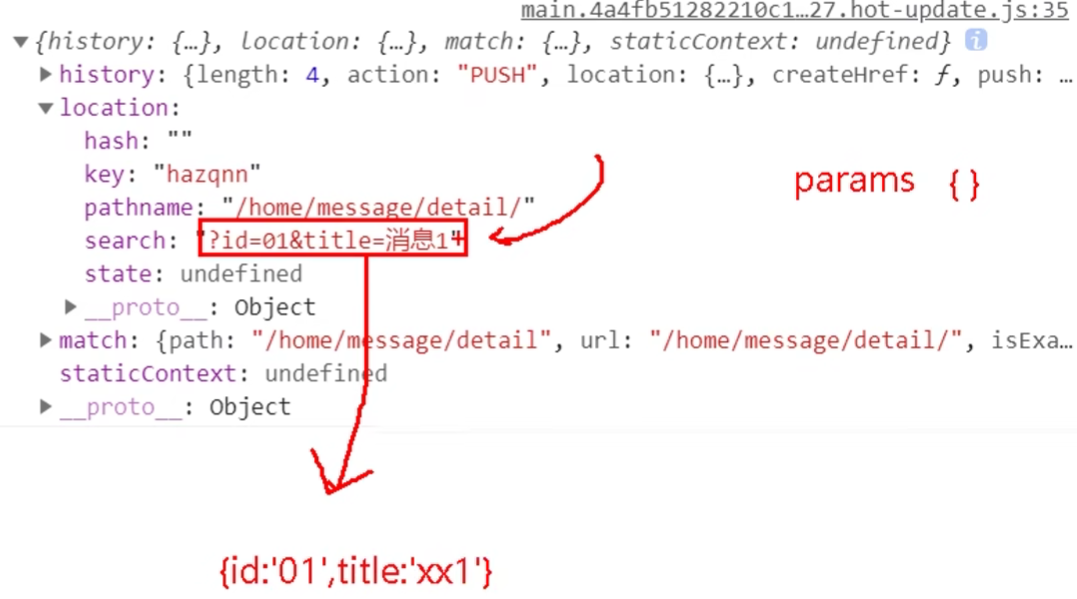 main.4a4fb51282210c1…27.hot-update.js:35
▼{history: {…}, location: {…}, match: {…}, staticContext: undefined} i
▶history: {length: 4, action: "PUSH", location: {…}, createHref: ƒ, push: …
▼location:
hash: ""
key: "hazqnn"
params { }
pathname: "/home/message/detail/"
search: "?id=01&title=消息1"
state: undefined
▶__proto__: Object
▶match: {path: "/home/message/detail", url: "/home/message/detail/", isExa…
staticContext: undefined
▶__proto__: Object
{id:'01',title:'xx1'}